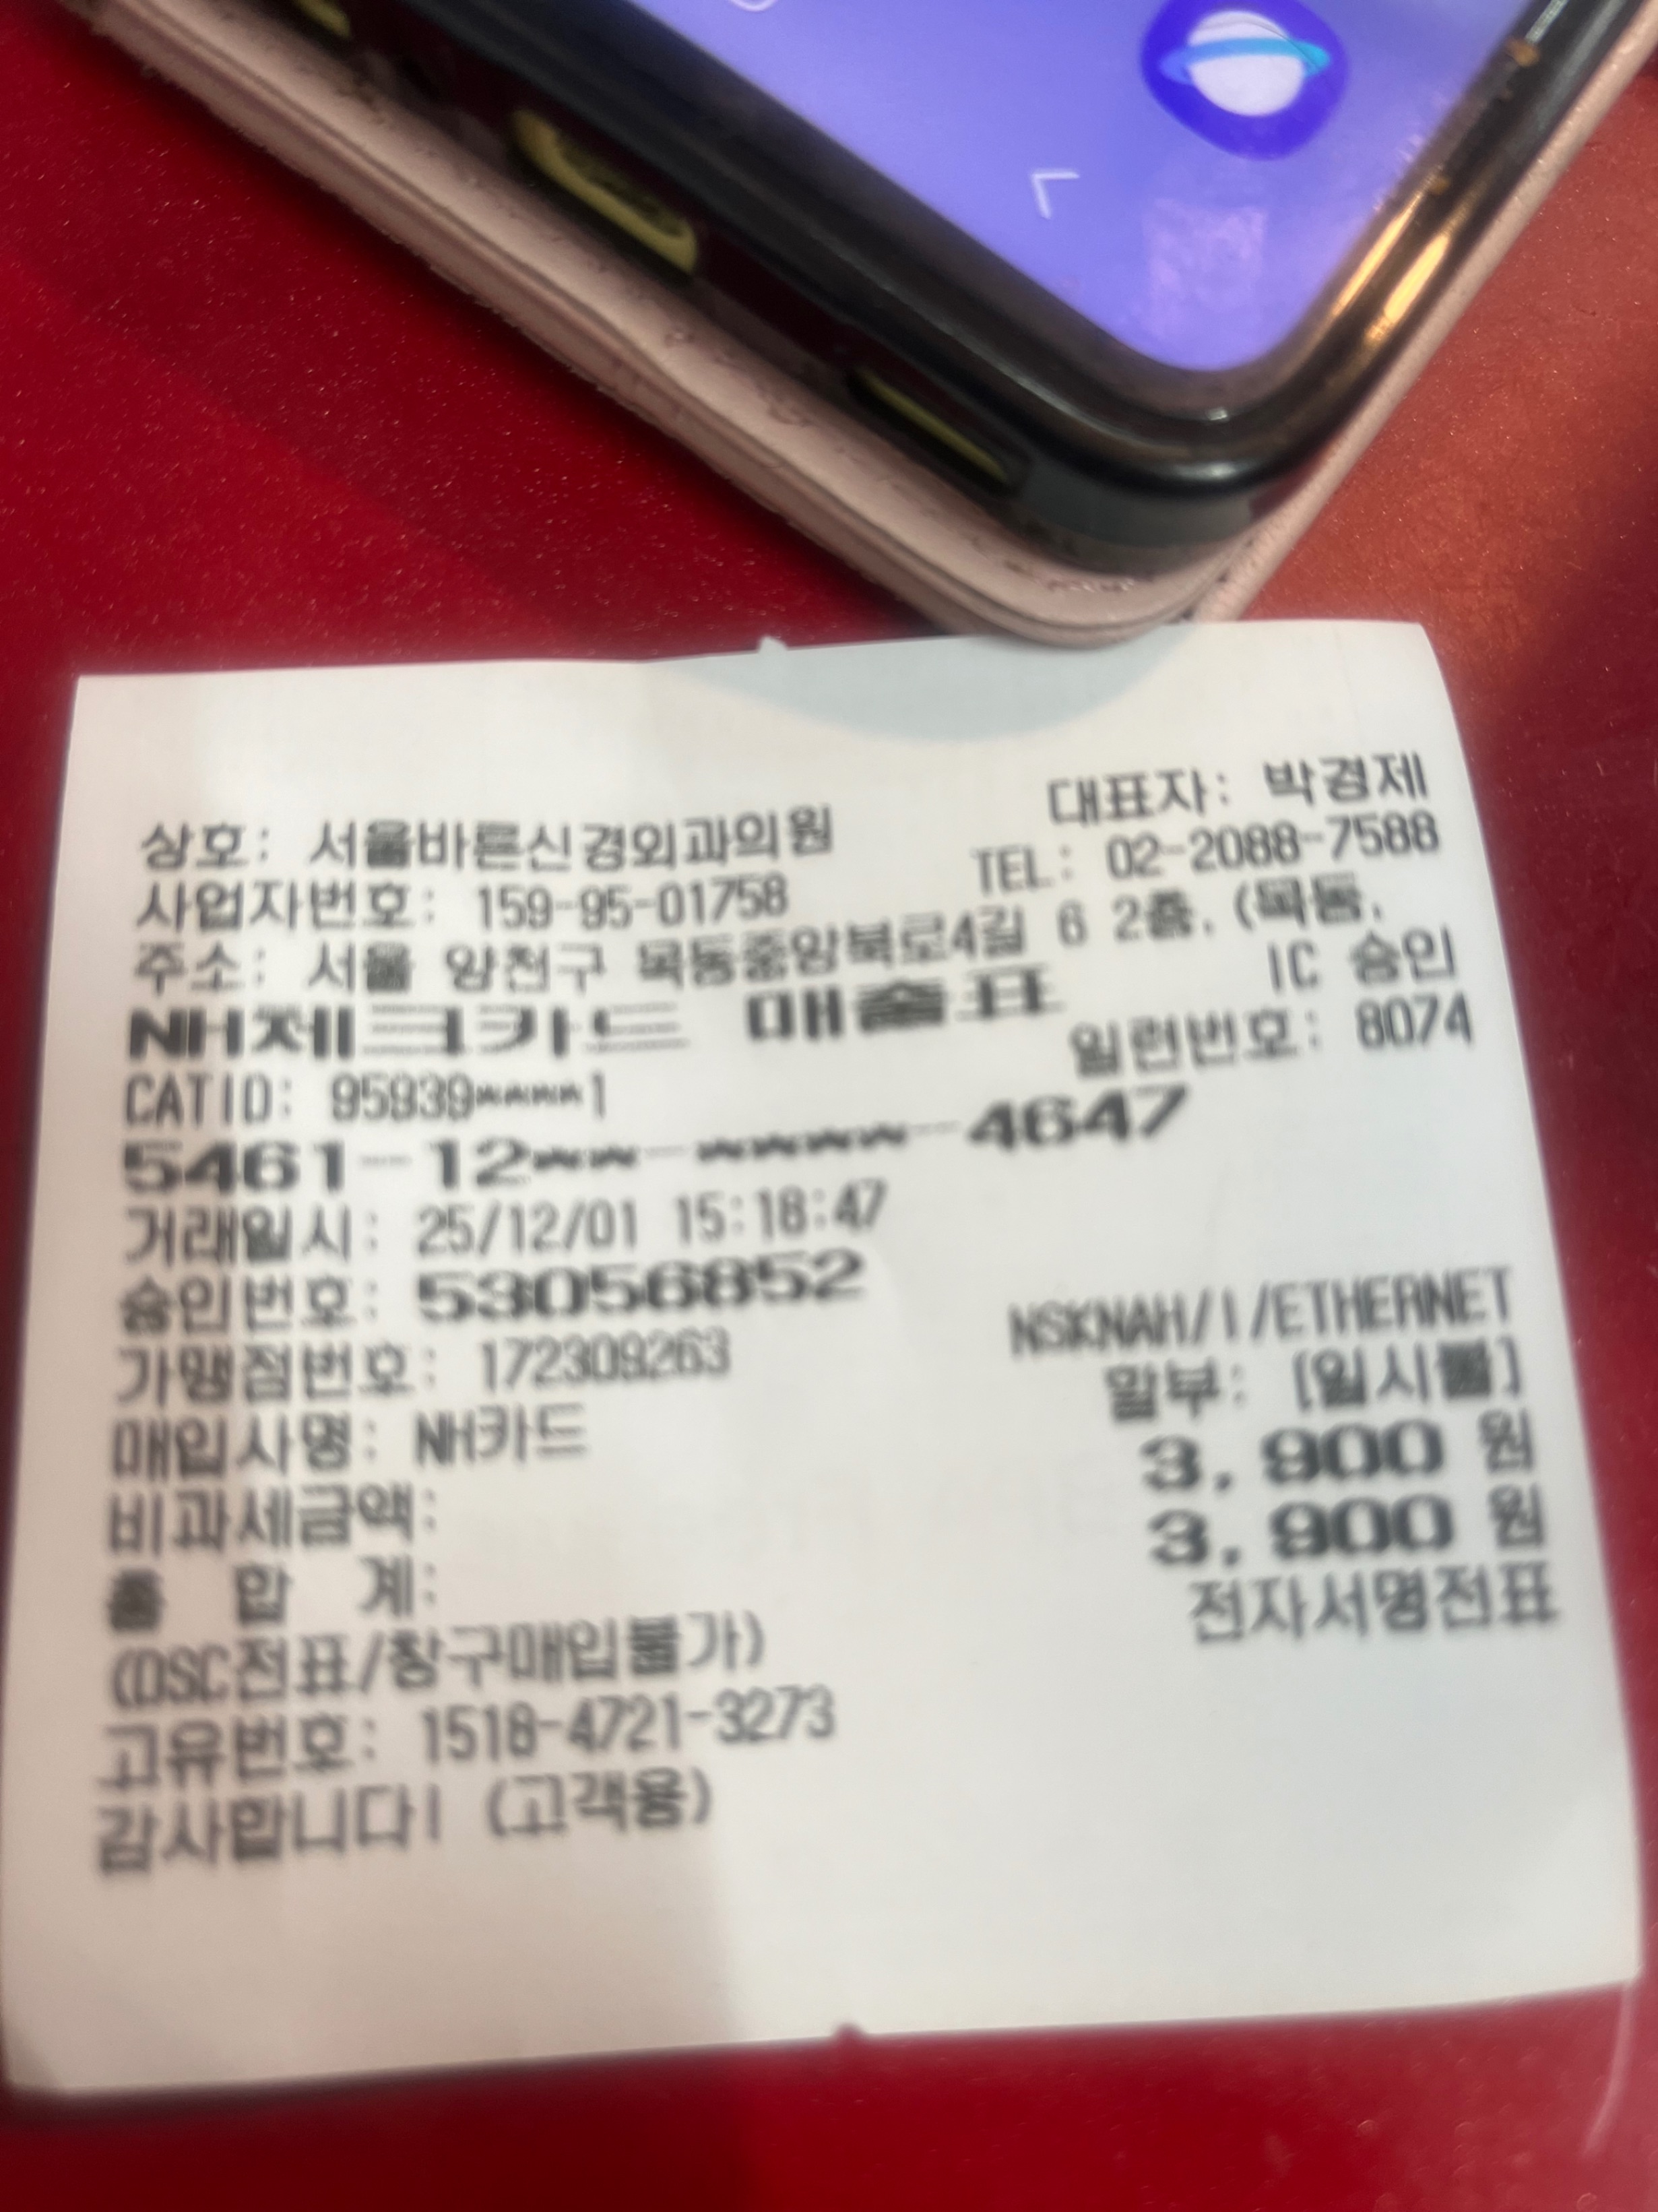 대표자: 박경제
상호: 서울바른신경외과의원
TEL: 02-2088-7588
사업자번호: 159-95-01758
주소: 서울 양천구 목동중앙북로4길 6 2층, (목동,
IC 승인
NH체크카드 매출표
일련번호: 8074
CATID: 95939****1
5461-12**-****-4647
거래일시: 25/12/01 15:18:47
승인번호: 53056852
NSKNAH/I/ETHERNET
가맹점번호: 172309263
할부: [일시불]
매입사명: NH카드
비과세금액: 3,900 원
총 합 계: 3,900 원
전자서명전표
(DSC전표/창구매입불가)
고유번호: 1518-4721-3273
감사합니다! (고객용)